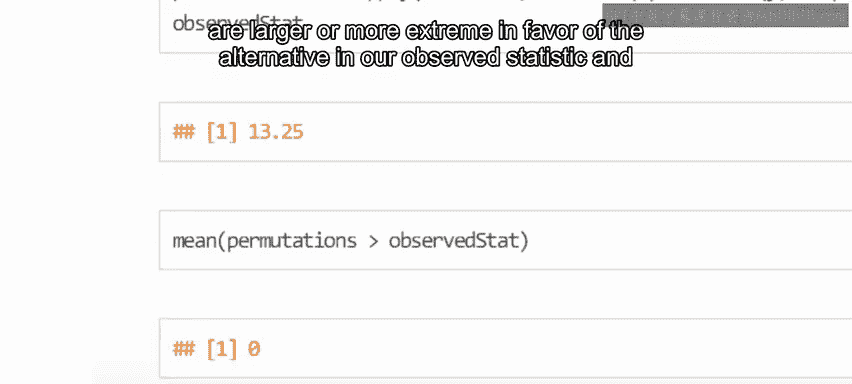 observedStat
are larger or more extreme in favor of the
alternative in our observed statistic and
## [1] 13.25
mean(permutations > observedStat)
## [1] 0